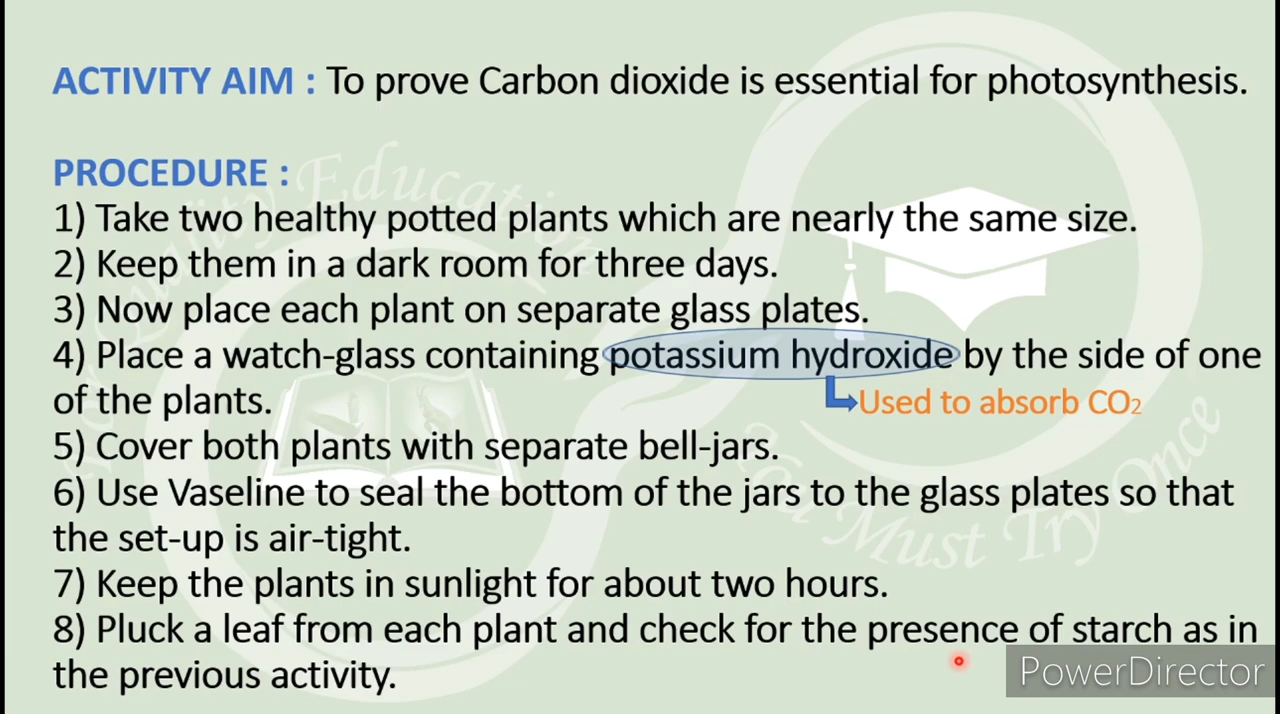 ACTIVITY AIM : To prove Carbon dioxide is essential for photosynthesis.
PROCEDURE :
1) Take two healthy potted plants which are nearly the same size.
2) Keep them in a dark room for three days.
3) Now place each plant on separate glass plates.
4) Place a watch-glass containing potassium hydroxide by the side of one
of the plants.
Used to absorb CO2
5) Cover both plants with separate bell-jars.
6) Use Vaseline to seal the bottom of the jars to the glass plates so that
the set-up is air-tight.
7) Keep the plants in sunlight for about two hours.
8) Pluck a leaf from each plant and check for the presence of starch as in
the previous activity.
PowerDirector
Quality Education
You Must Try Once